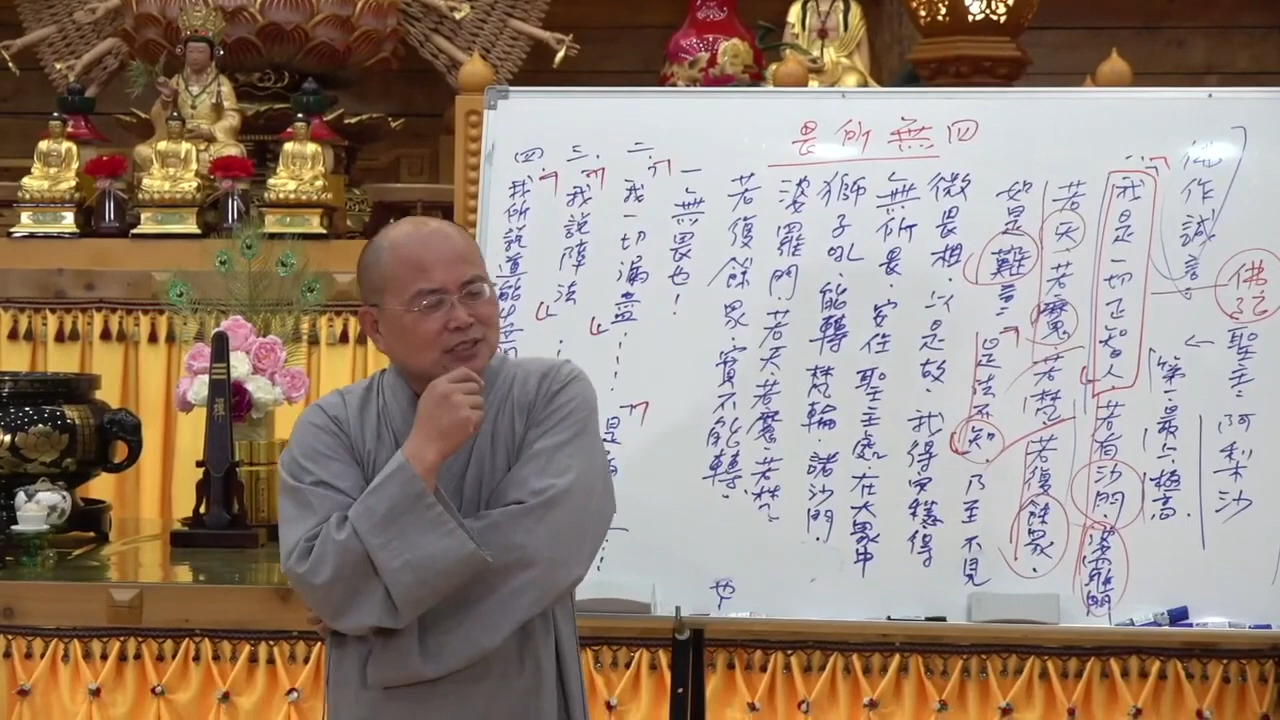 四無所畏
佛作誠言。
佛
聖主、阿梨沙
第一最上極高.
「我是一切正智人、若有沙門、婆羅門
若天若魔若梵、若復餘眾、
如是難言：「是法不知」乃至不見
微畏相、以是故、我得安穩得
無所畏、安住聖主處、在大眾中
獅子吼、能轉梵輪、諸沙門、
婆羅門、若天若魔若梵、
若復餘眾、實不能轉、
一無畏也！
二、「我一切漏盡……」
三、「我說障法」
四、「我所說道能
也
禪